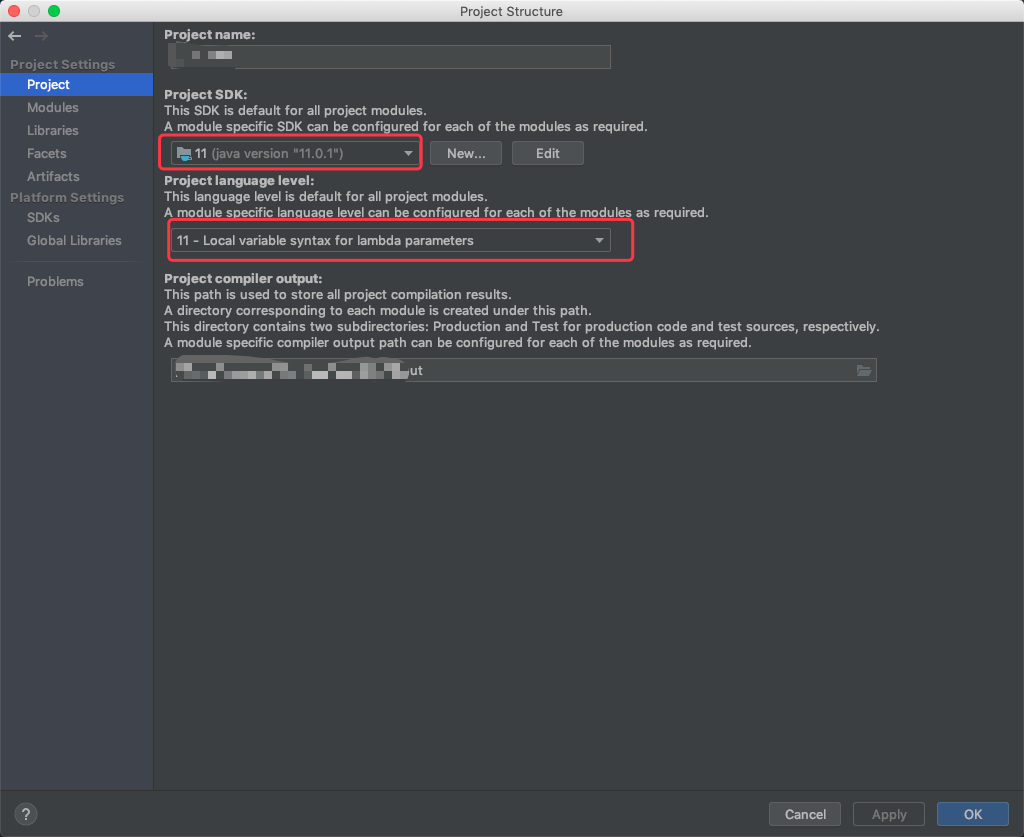 Project Structure
Project Settings
Project
Modules
Libraries
Facets
Artifacts
Platform Settings
SDKs
Global Libraries
Problems
Project name:
Project SDK:
This SDK is default for all project modules.
A module specific SDK can be configured for each of the modules as required.
11 (java version "11.0.1")
New...
Edit
Project language level:
This language level is default for all project modules.
A module specific language level can be configured for each of the modules as required.
11 - Local variable syntax for lambda parameters
Project compiler output:
This path is used to store all project compilation results.
A directory corresponding to each module is created under this path.
This directory contains two subdirectories: Production and Test for production code and test sources, respectively.
A module specific compiler output path can be configured for each of the modules as required.
?
Cancel
Apply
OK